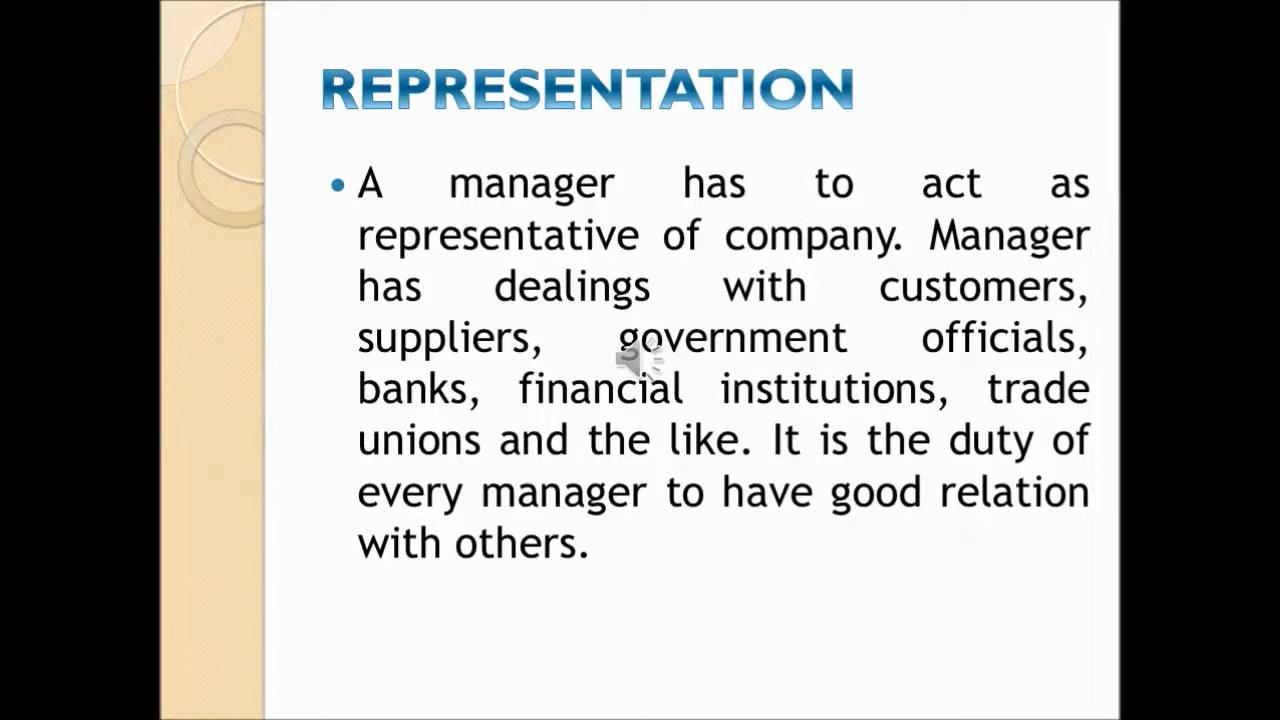 REPRESENTATION
• A manager has to act as
representative of company. Manager
has dealings with customers,
suppliers, government officials,
banks, financial institutions, trade
unions and the like. It is the duty of
every manager to have good relation
with others.